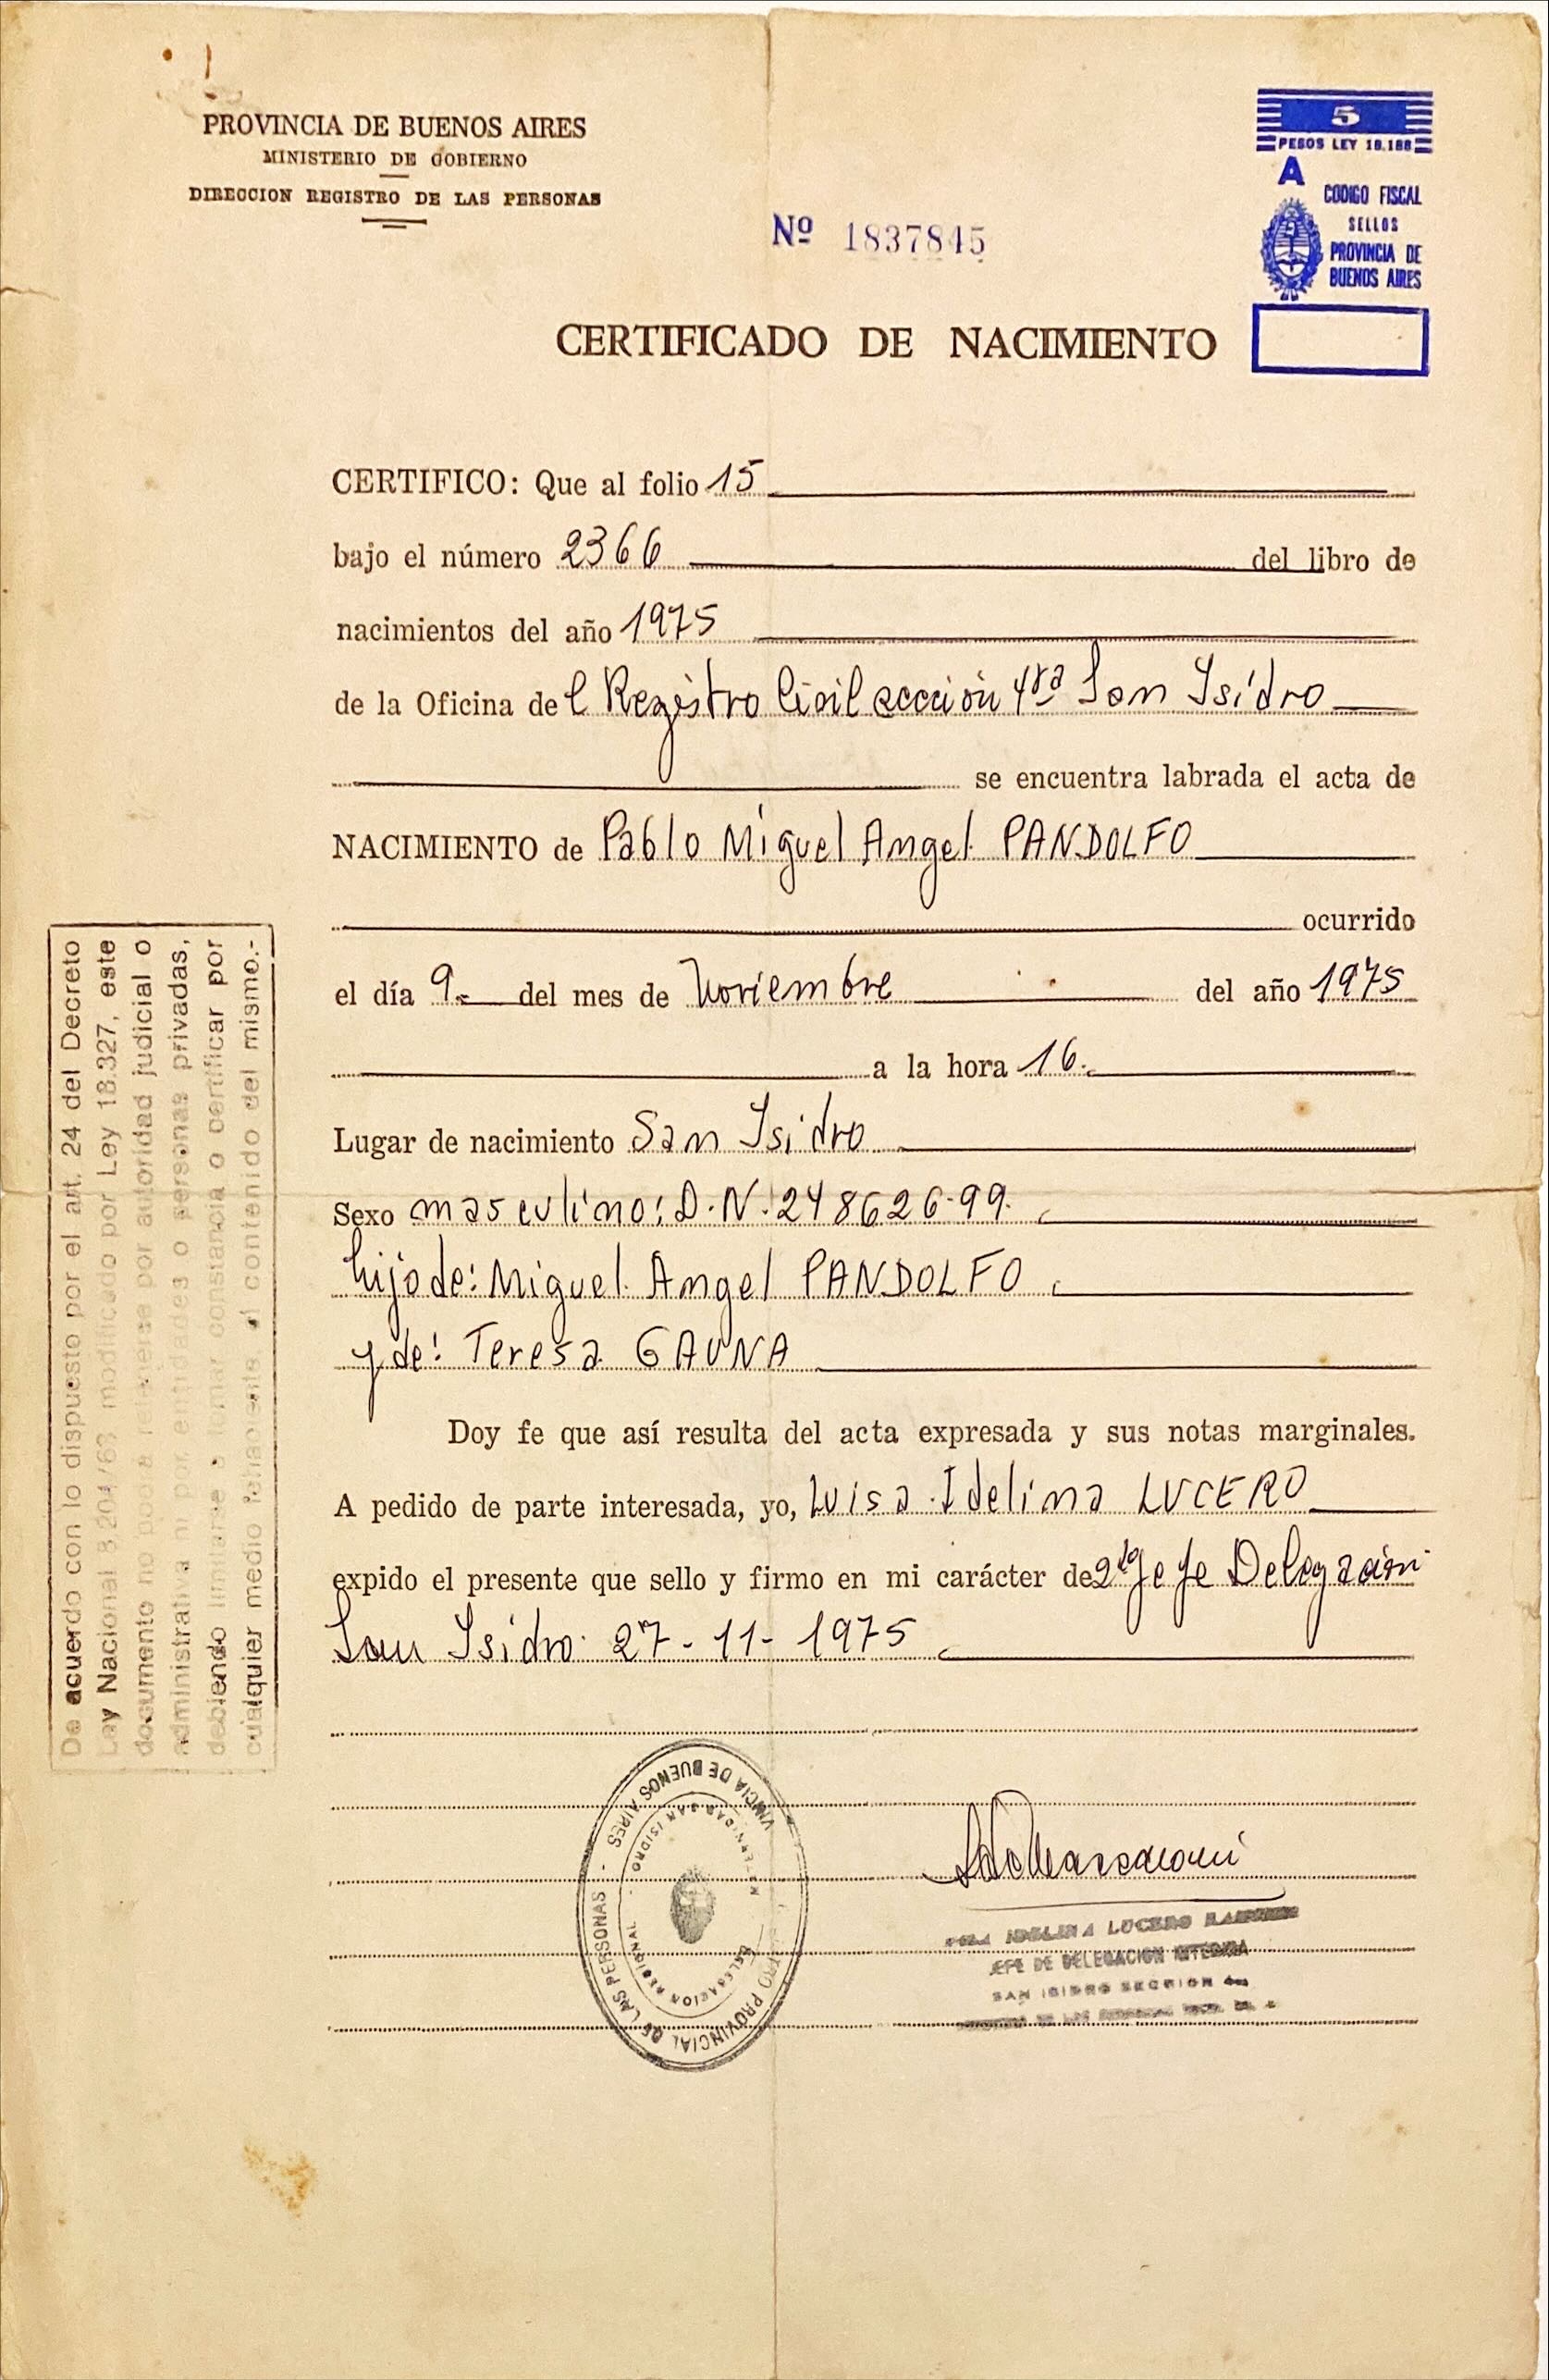 PROVINCIA DE BUENOS AIRES
MINISTERIO DE GOBIERNO
DIRECCION REGISTRO DE LAS PERSONAS
5
PESOS LEY 18.188
A
CODIGO FISCAL
SELLOS
PROVINCIA DE
BUENOS AIRES
Nº 1837845
CERTIFICADO DE NACIMIENTO
CERTIFICO: Que al folio 15
bajo el número 2366 del libro de
nacimientos del año 1975
de la Oficina del Registro Civil sección 4ta San Isidro
se encuentra labrada el acta de
NACIMIENTO de Pablo Miguel Angel PANDOLFO
ocurrido
el día 9 del mes de Noviembre del año 1975
a la hora 16.
Lugar de nacimiento San Isidro
Sexo masculino: D.N. 248626-99.
hijo de: Miguel Angel PANDOLFO
y de: Teresa GAUNA
Doy fe que así resulta del acta expresada y sus notas marginales.
A pedido de parte interesada, yo, Luisa Idelina LUCERO
expido el presente que sello y firmo en mi carácter de 2do Jefe Delegación
San Isidro 27-11-1975
De acuerdo con lo dispuesto por el art. 24 del Decreto
Ley Nacional 8.204/63 modificado por Ley 18.327, este
documento no podrá retenerse por autoridad judicial o
administrativa ni por entidades o personas privadas,
debiendo limitarse a tomar constancia o certificar por
cualquier medio fehaciente el contenido del mismo.-
PROVINCIAL DE LAS PERSONAS - VINCIA DE BUENOS AIRES
DELEGACION REGIONAL - SAN ISIDRO
IDELINA LUCERO
JEFE DE DELEGACION INTERINA
SAN ISIDRO SECCION 4ta